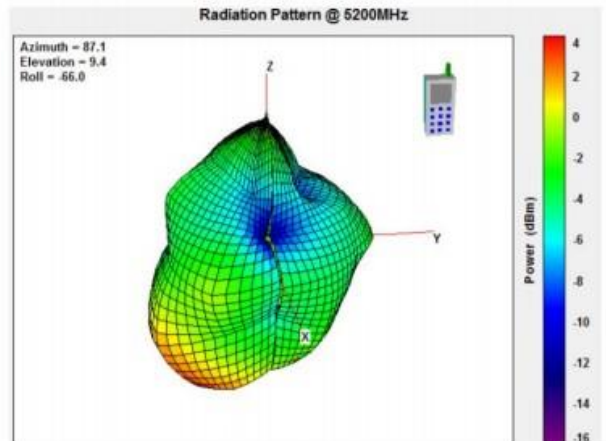 Radiation Pattern @ 5200MHz
Azimuth = 87.1
Elevation = 9.4
Roll = -66.0
Z
Y
X
4
2
0
-2
-4
-6
-8
-10
-12
-14
-16
Power (dBm)